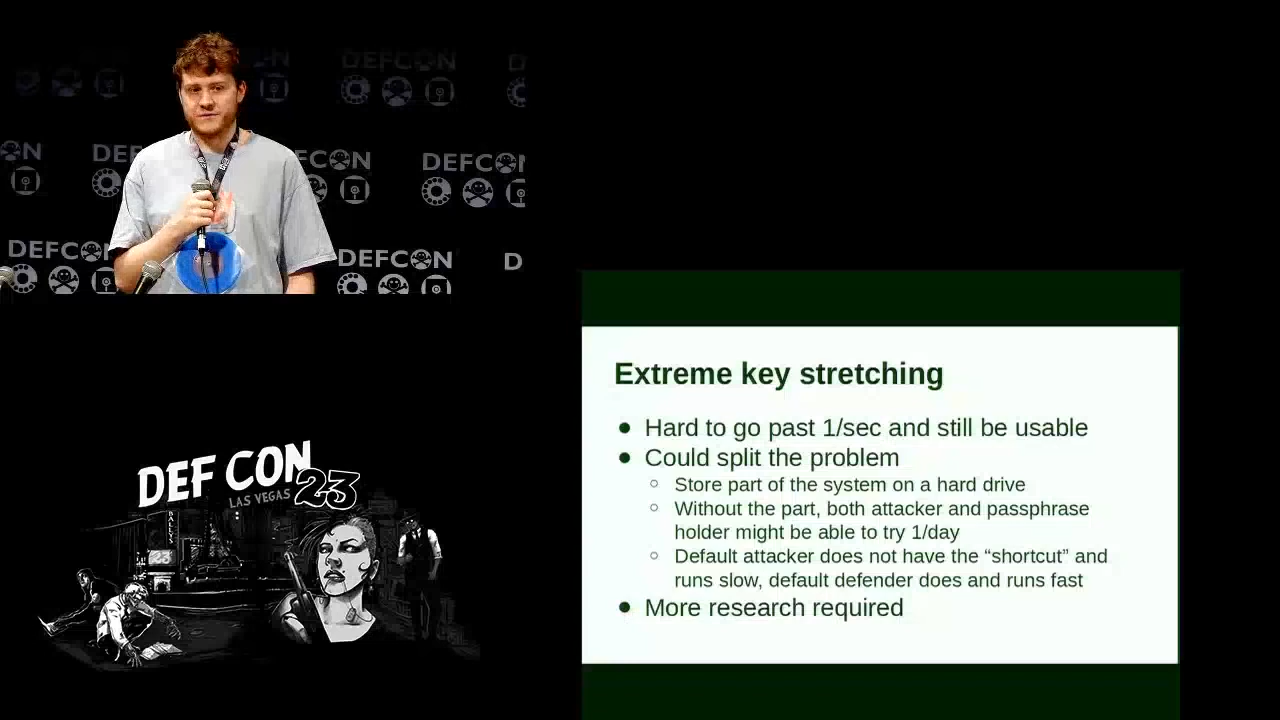 DEFCON
DEFCON
DEF
FCON
DEFCON
DEFCON
DEFCON
D
DEF CON 23
LAS VEGAS
BALLYS
Extreme key stretching
● Hard to go past 1/sec and still be usable
● Could split the problem
○ Store part of the system on a hard drive
○ Without the part, both attacker and passphrase
holder might be able to try 1/day
○ Default attacker does not have the “shortcut” and
runs slow, default defender does and runs fast
● More research required